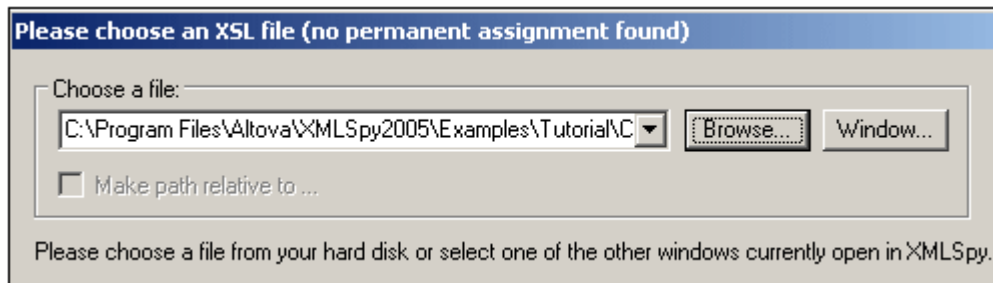 Please choose an XSL file (no permanent assignment found)
Choose a file:
C:\Program Files\Altova\XMLSpy2005\Examples\Tutorial\C
Browse...
Window...
Make path relative to ...
Please choose a file from your hard disk or select one of the other windows currently open in XMLSpy.